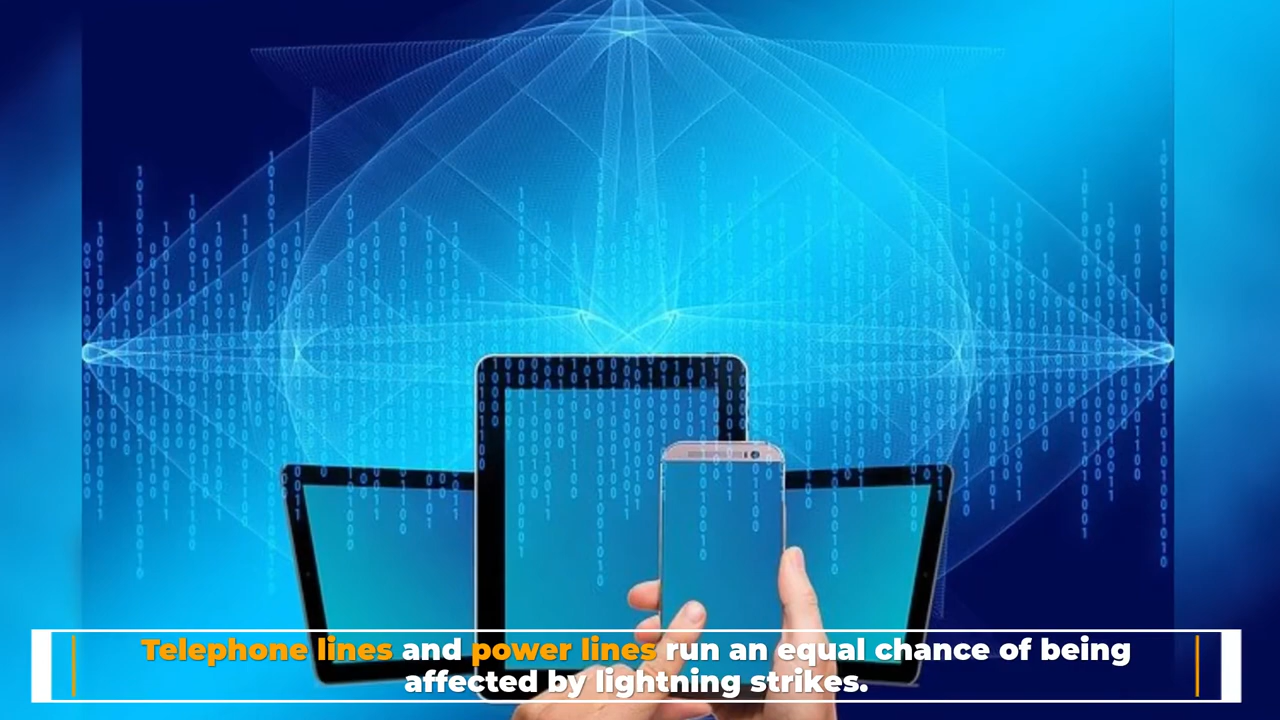 Telephone lines and power lines run an equal chance of being
affected by lightning strikes.